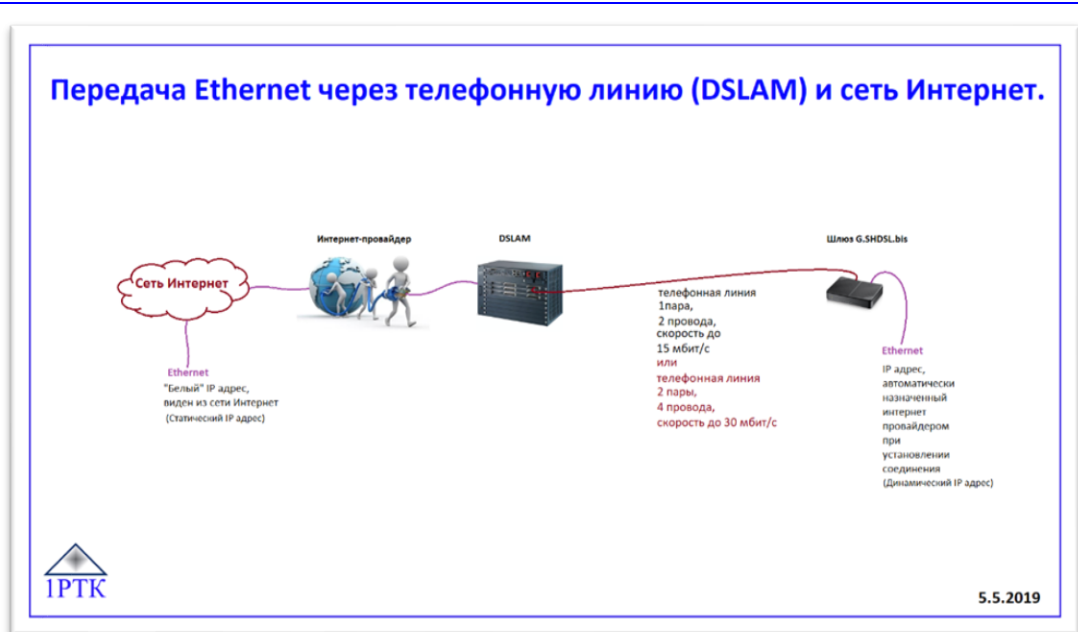 Передача Ethernet через телефонную линию (DSLAM) и сеть Интернет.
Интернет-провайдер
DSLAM
Шлюз G.SHDSL.bis
Сеть Интернет
Ethernet
"Белый" IP адрес,
виден из сети Интернет
(Статический IP адрес)
телефонная линия
1пара,
2 провода,
скорость до
15 мбит/с
или
телефонная линия
2 пары,
4 провода,
скорость до 30 мбит/с
Ethernet
IP адрес,
автоматически
назначенный
интернет
провайдером
при
установлении
соединения
(Динамический IP адрес)
1РТК
5.5.2019